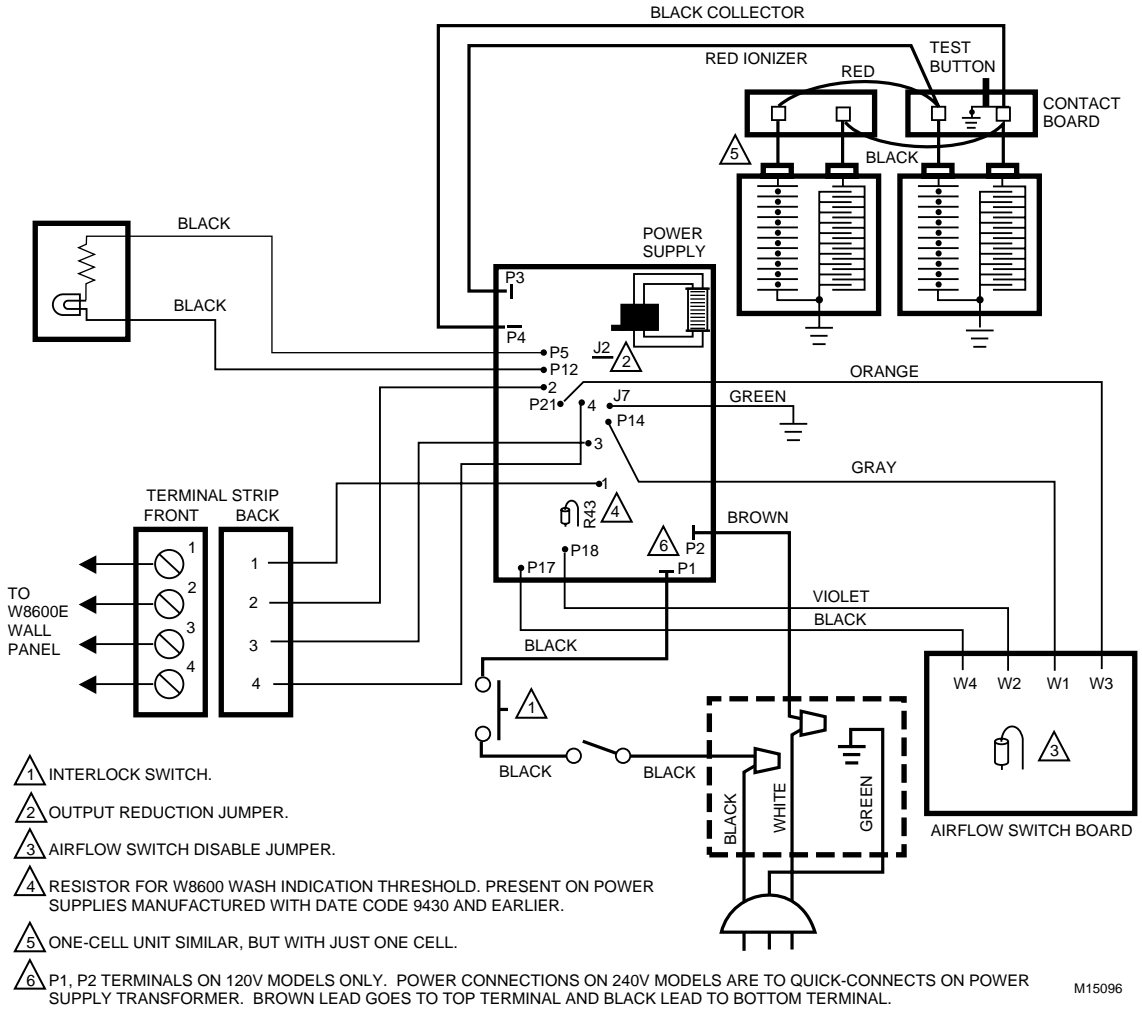 BLACK COLLECTOR
RED IONIZER
TEST
BUTTON
RED
CONTACT
BOARD
5
BLACK
BLACK
POWER
SUPPLY
P3
BLACK
P4
J2
2
P5
P12
ORANGE
2
P21
4
J7
GREEN
P14
3
GRAY
1
TERMINAL STRIP
FRONT
BACK
R43
4
BROWN
6
P2
P18
P17
P1
1
1
2
2
3
3
4
4
TO
W8600E
WALL
PANEL
VIOLET
BLACK
BLACK
W4
W2
W1
W3
1
3
BLACK
BLACK
BLACK
WHITE
GREEN
AIRFLOW SWITCH BOARD
1 INTERLOCK SWITCH.
2 OUTPUT REDUCTION JUMPER.
3 AIRFLOW SWITCH DISABLE JUMPER.
4 RESISTOR FOR W8600 WASH INDICATION THRESHOLD. PRESENT ON POWER
SUPPLIES MANUFACTURED WITH DATE CODE 9430 AND EARLIER.
5 ONE-CELL UNIT SIMILAR, BUT WITH JUST ONE CELL.
6 P1, P2 TERMINALS ON 120V MODELS ONLY. POWER CONNECTIONS ON 240V MODELS ARE TO QUICK-CONNECTS ON POWER
SUPPLY TRANSFORMER. BROWN LEAD GOES TO TOP TERMINAL AND BLACK LEAD TO BOTTOM TERMINAL.
M15096